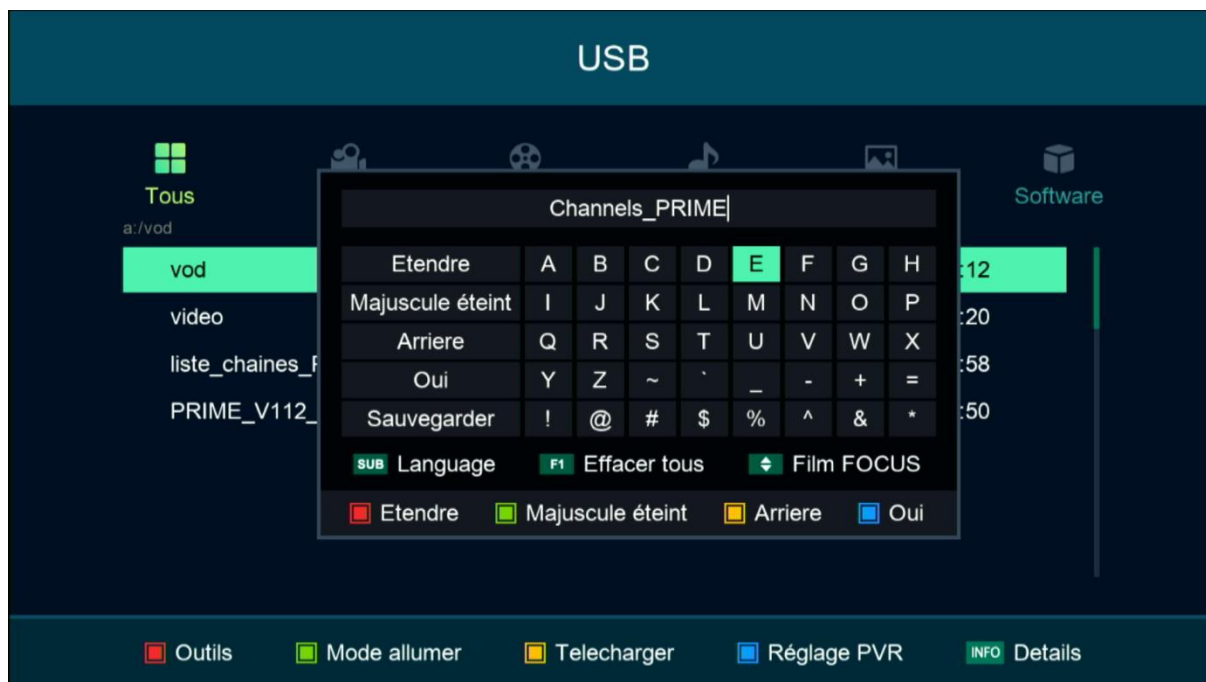 USB
Tous
Software
a:/vod
Channels_PRIME
vod
:12
video
:20
liste_chaines_
:58
PRIME_V112_
:50
Etendre A B C D E F G H
Majuscule éteint I J K L M N O P
Arriere Q R S T U V W X
Oui Y Z ~ ` _ - + =
Sauvegarder ! @ # $ % ^ & *
SUB Language F1 Effacer tous Film FOCUS
Etendre Majuscule éteint Arriere Oui
Outils Mode allumer Telecharger Réglage PVR INFO Details